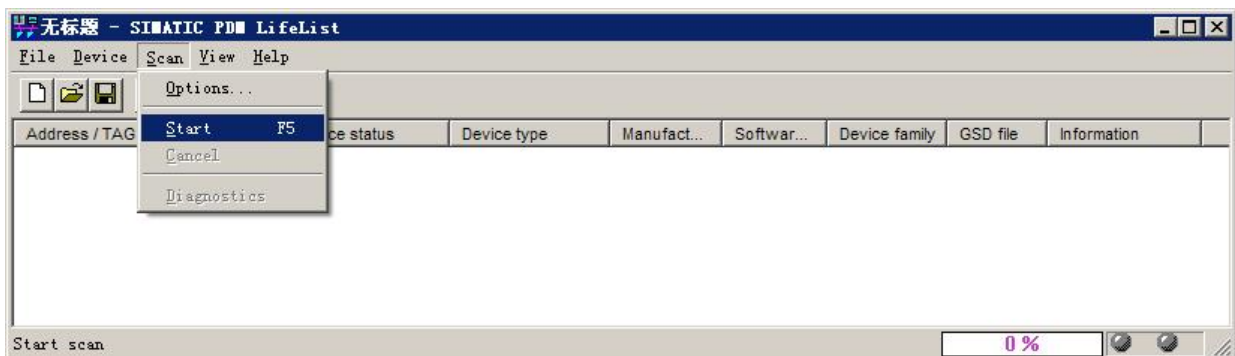 无标题 - SIMATIC PDM LifeList
File Device Scan View Help
Options...
Start F5
Cancel
Diagnostics
Address / TAG ce status Device type Manufact... Softwar... Device family GSD file Information
Start scan 0 %